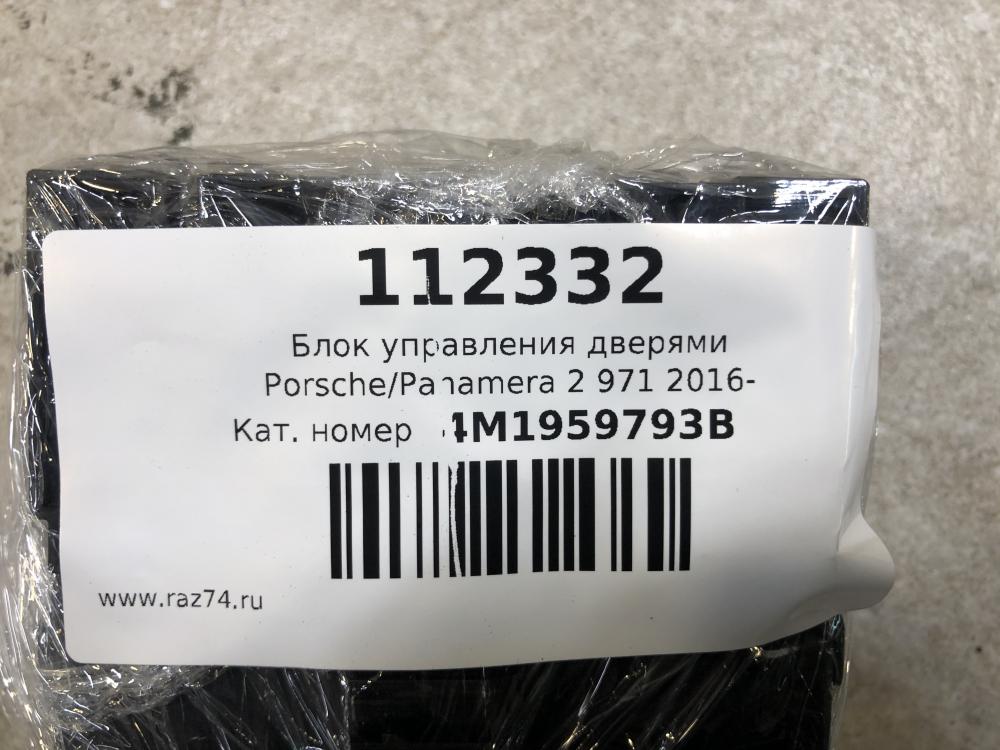 112332
Блок управления дверями
Porsche/Panamera 2 971 2016-
Кат. номер 4M1959793B
www.raz74.ru